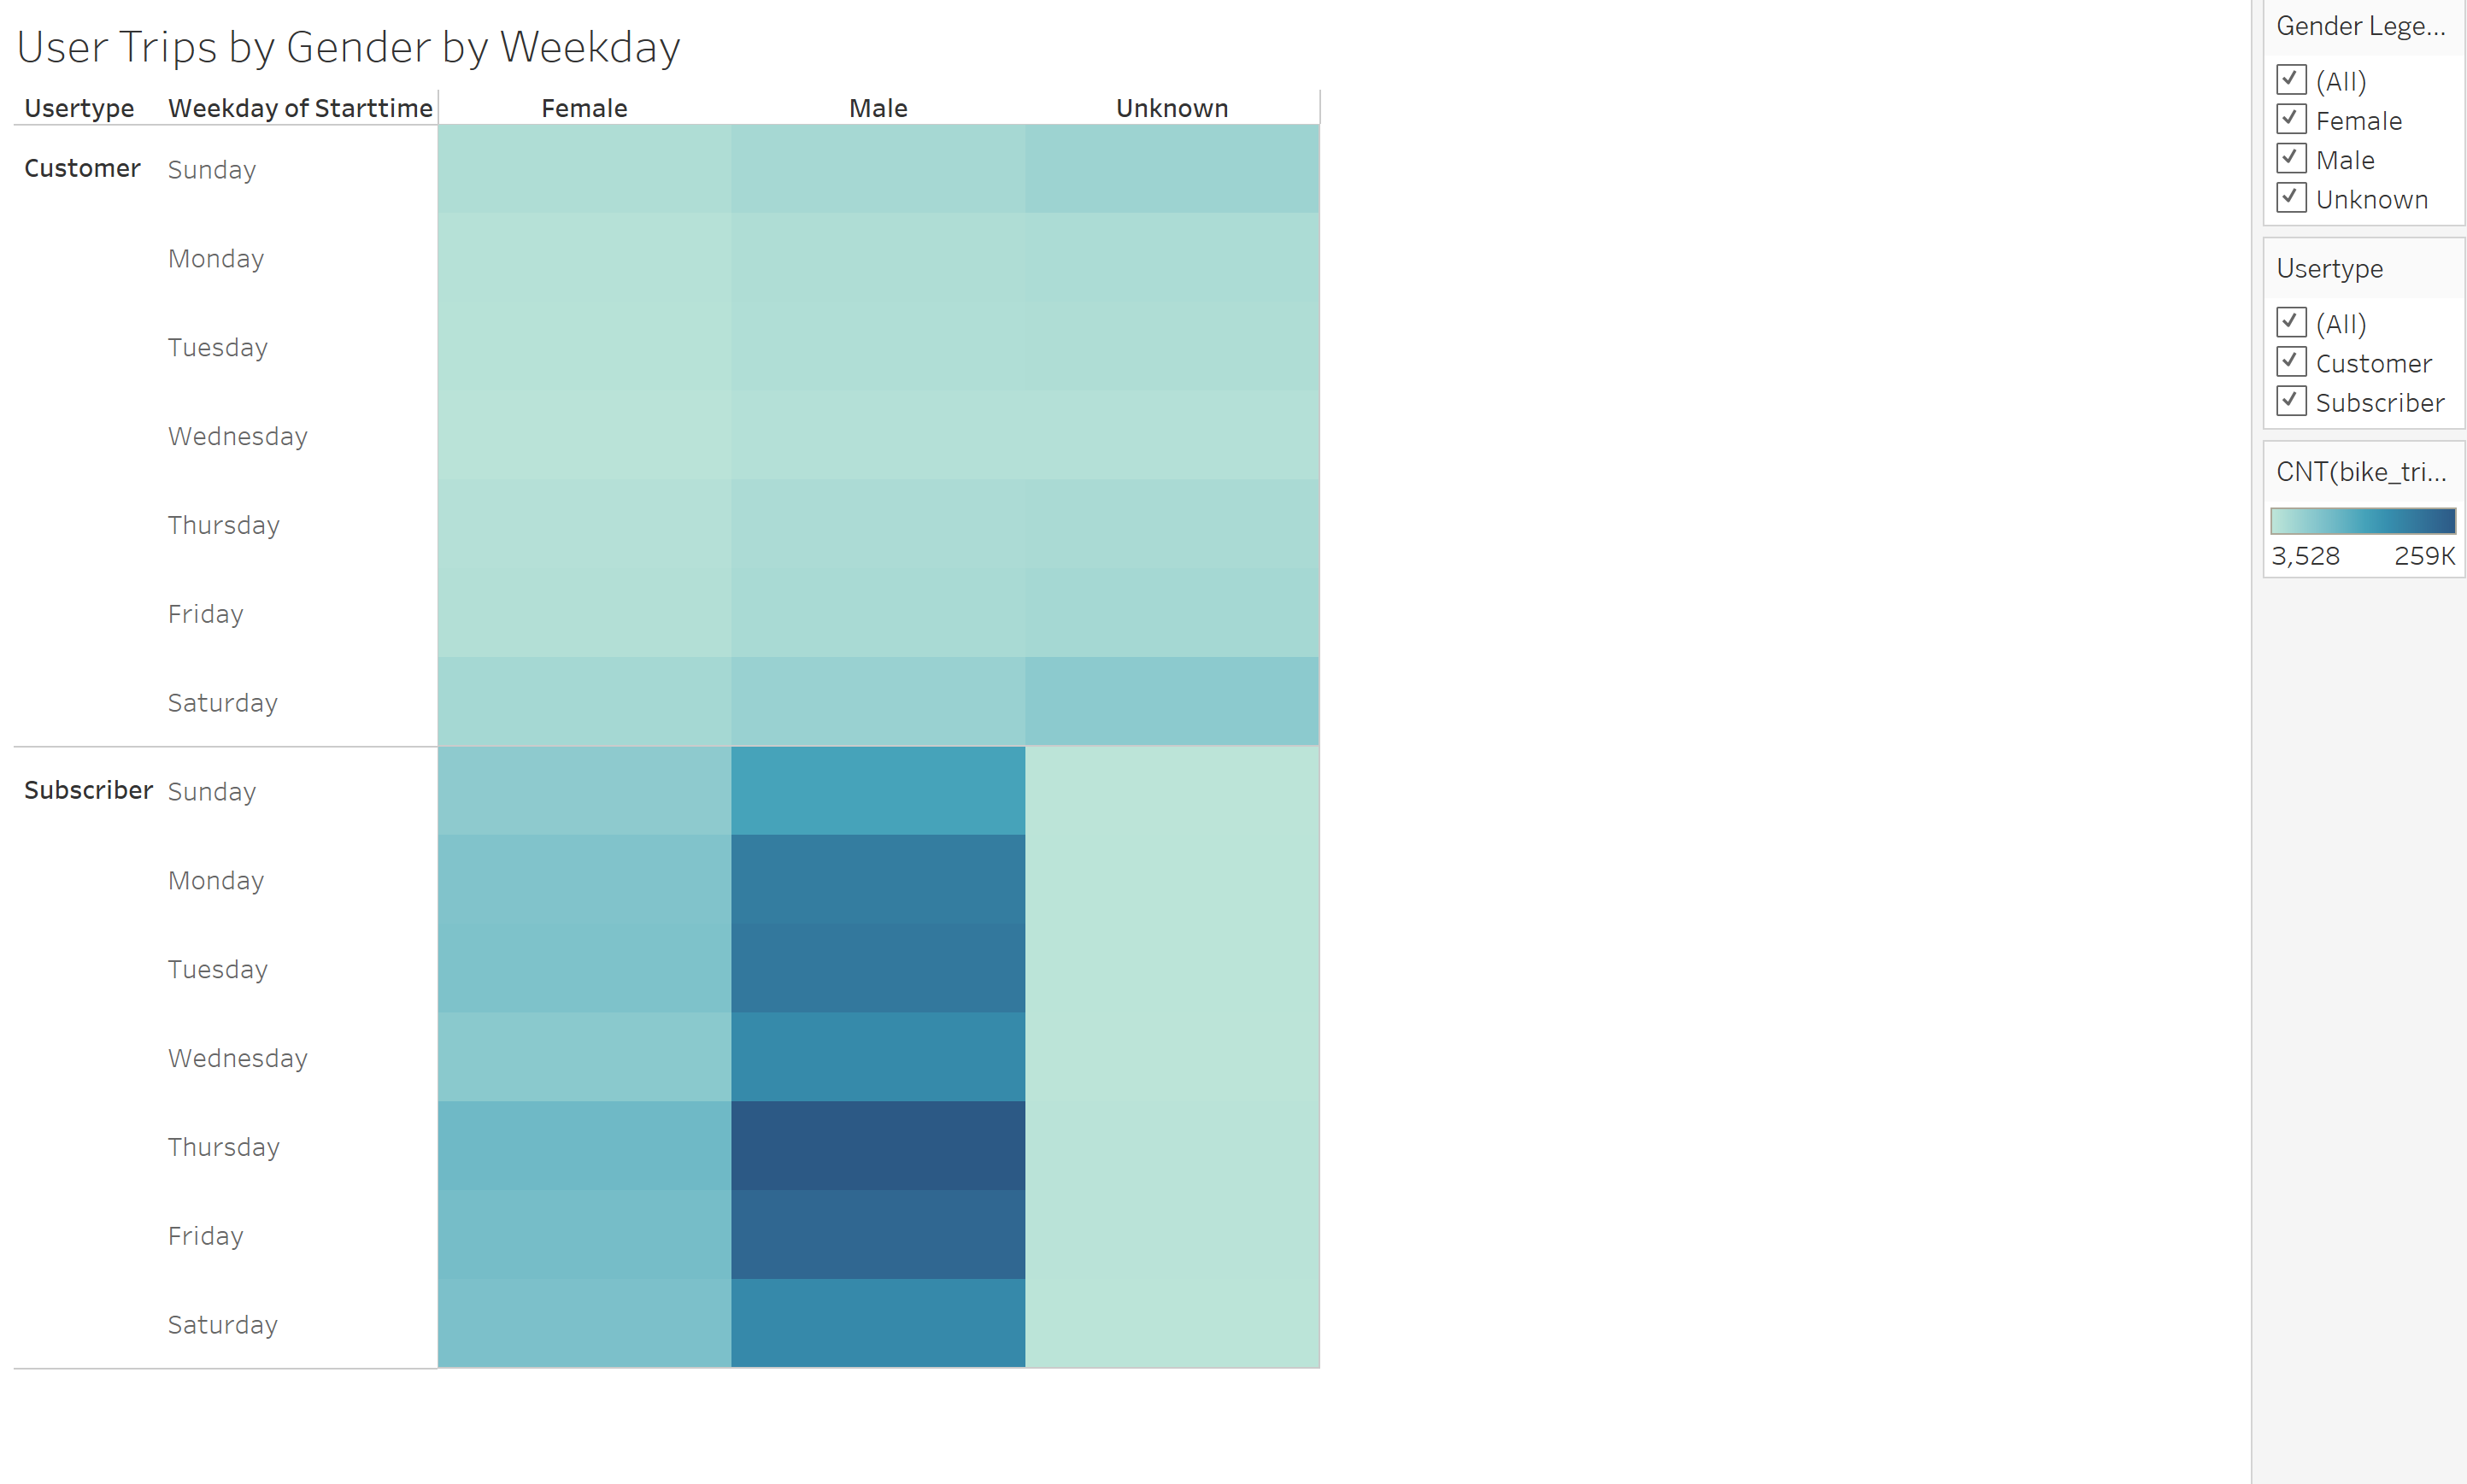 User Trips by Gender by Weekday
Usertype Weekday of Starttime Female Male Unknown
Customer Sunday
Monday
Tuesday
Wednesday
Thursday
Friday
Saturday
Subscriber Sunday
Monday
Tuesday
Wednesday
Thursday
Friday
Saturday
Gender Lege...
(All)
Female
Male
Unknown
Usertype
(All)
Customer
Subscriber
CNT(bike_tri...
3,528 259K